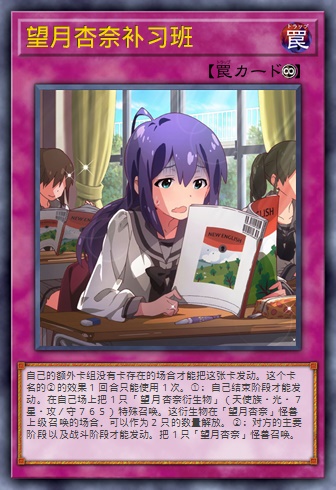 望月杏奈补习班
トラップ
罠
【罠カード】
NEW ENGLISH
ENGLISH
自己的额外卡组没有卡存在的场合才能把这张卡发动。这个卡
名的②的效果1回合只能使用1次。①：自己结束阶段才能发
动。在自己场上把1只「望月杏奈衍生物」（天使族·光·7
星·攻/守765）特殊召唤。这衍生物在「望月杏奈」怪兽
上级召唤的场合，可以作为2只的数量解放。②：对方的主要
阶段以及战斗阶段才能发动。把1只「望月杏奈」怪兽召唤。